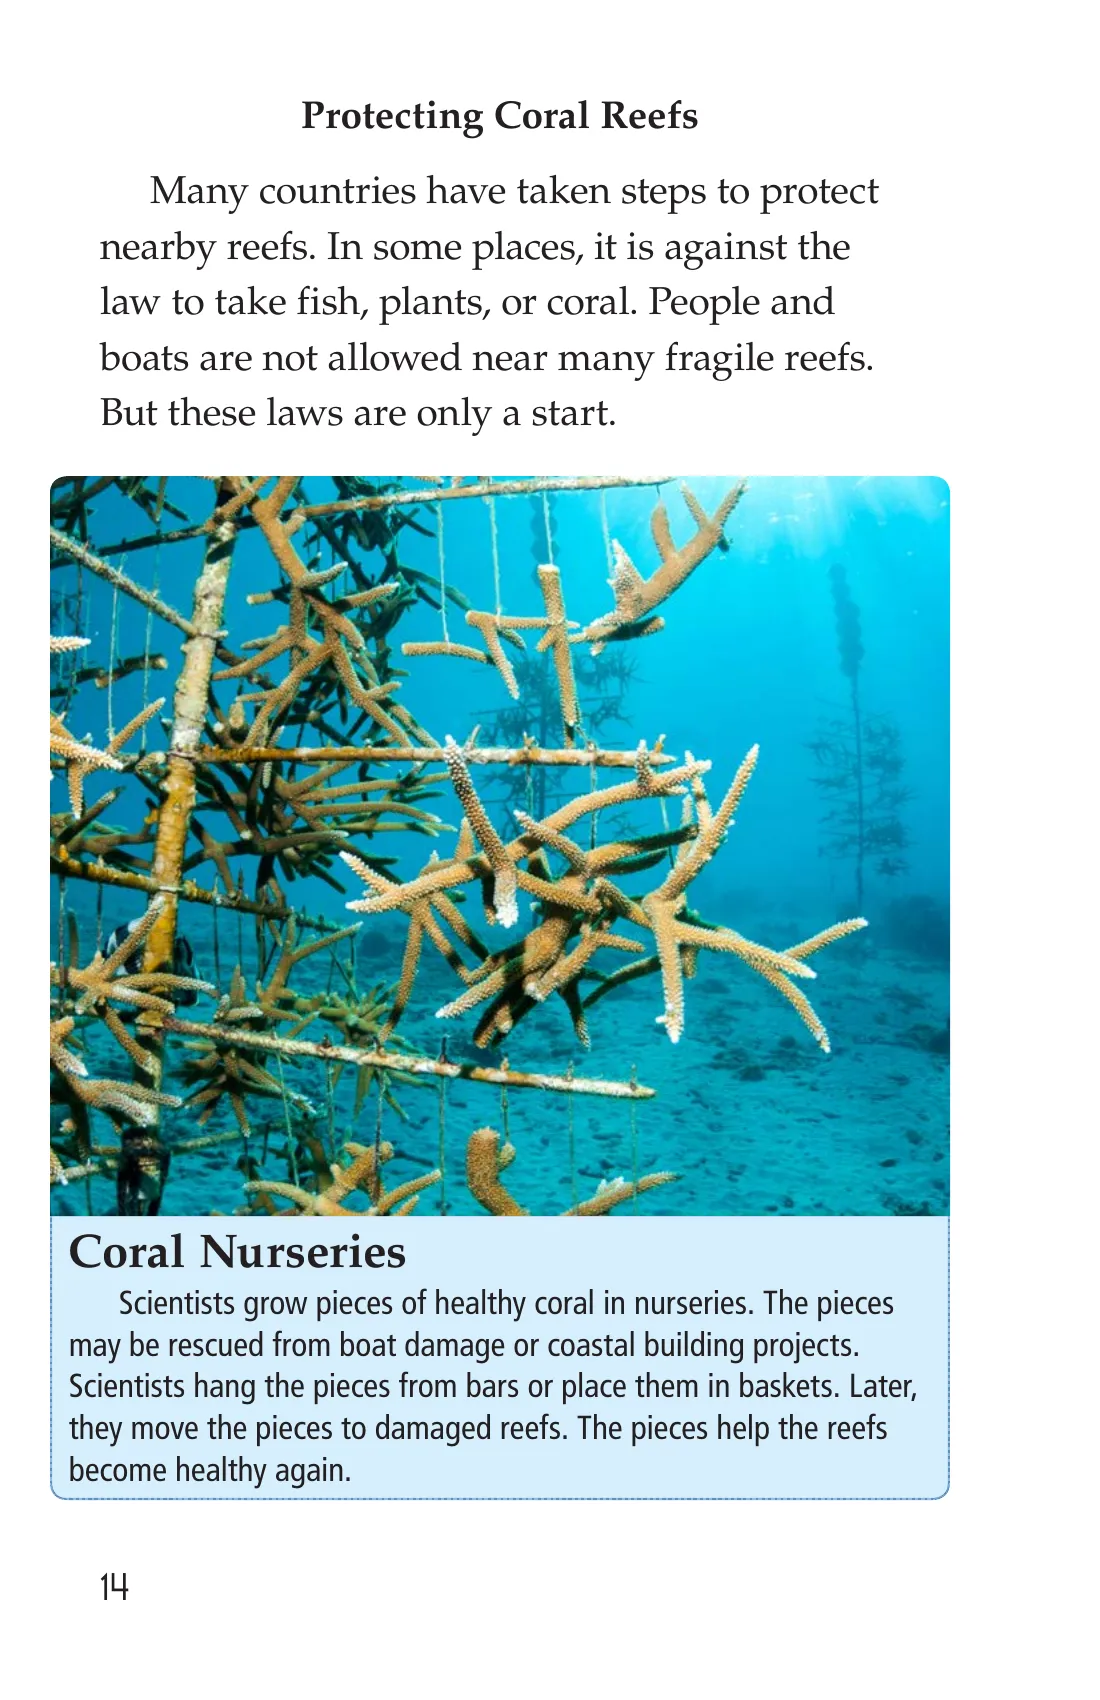 Protecting Coral Reefs
Many countries have taken steps to protect
nearby reefs. In some places, it is against the
law to take fish, plants, or coral. People and
boats are not allowed near many fragile reefs.
But these laws are only a start.
Coral Nurseries
Scientists grow pieces of healthy coral in nurseries. The pieces
may be rescued from boat damage or coastal building projects.
Scientists hang the pieces from bars or place them in baskets. Later,
they move the pieces to damaged reefs. The pieces help the reefs
become healthy again.
14